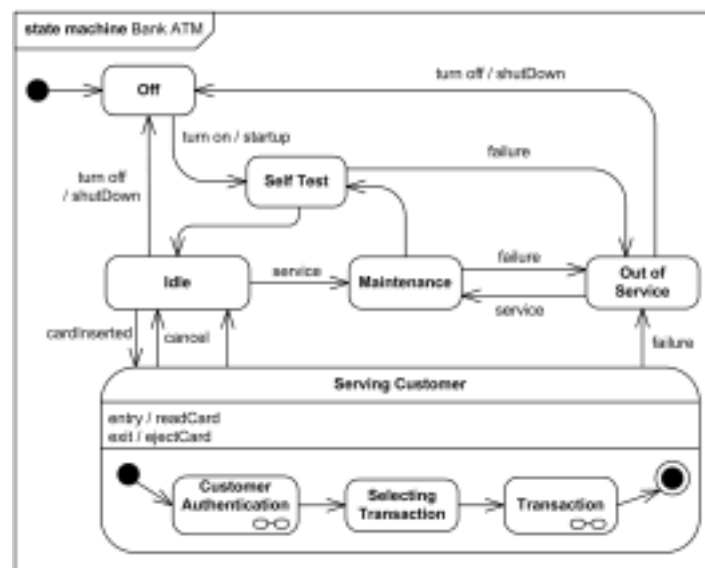 state machine Bank ATM
Off
turn off / shutDown
turn on / startup
failure
Self Test
turn off
/ shutDown
Idle
service
Maintenance
failure
service
Out of
Service
cardInserted
cancel
failure
Serving Customer
entry / readCard
exit / ejectCard
Customer
Authentication
Selecting
Transaction
Transaction